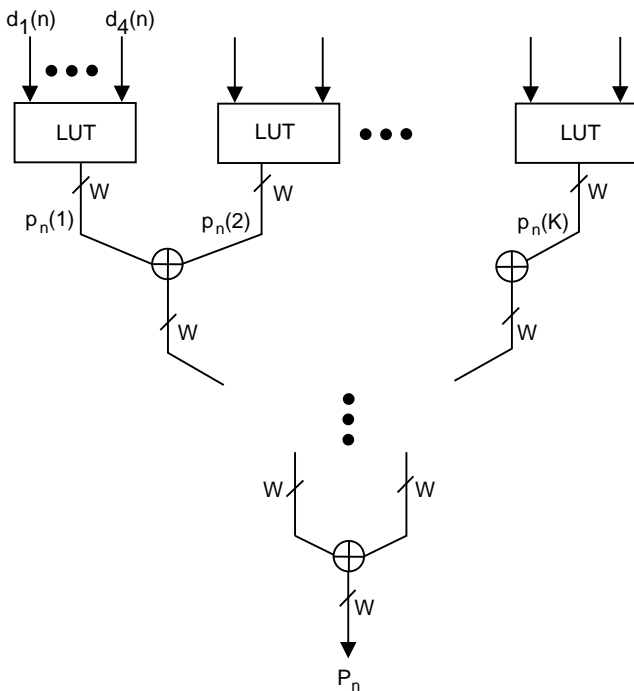 d₁(n) d₄(n)
LUT LUT LUT
W W W
pₙ(1) pₙ(2) pₙ(K)
W W
W W
W
Pₙ